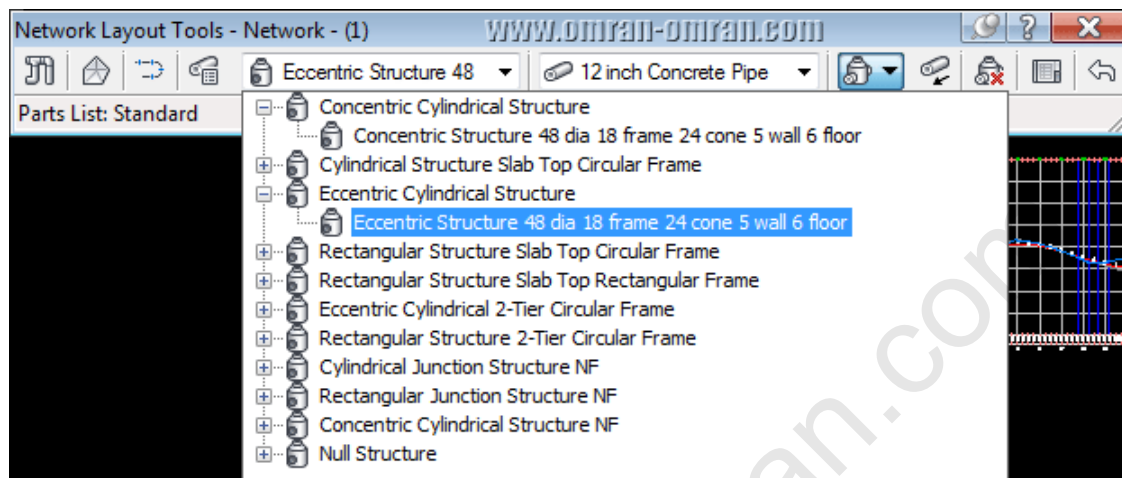 Network Layout Tools - Network - (1)
www.omran-omran.com
Eccentric Structure 48
12 inch Concrete Pipe
Parts List: Standard
Concentric Cylindrical Structure
Concentric Structure 48 dia 18 frame 24 cone 5 wall 6 floor
Cylindrical Structure Slab Top Circular Frame
Eccentric Cylindrical Structure
Eccentric Structure 48 dia 18 frame 24 cone 5 wall 6 floor
Rectangular Structure Slab Top Circular Frame
Rectangular Structure Slab Top Rectangular Frame
Eccentric Cylindrical 2-Tier Circular Frame
Rectangular Structure 2-Tier Circular Frame
Cylindrical Junction Structure NF
Rectangular Junction Structure NF
Concentric Cylindrical Structure NF
Null Structure
an.com